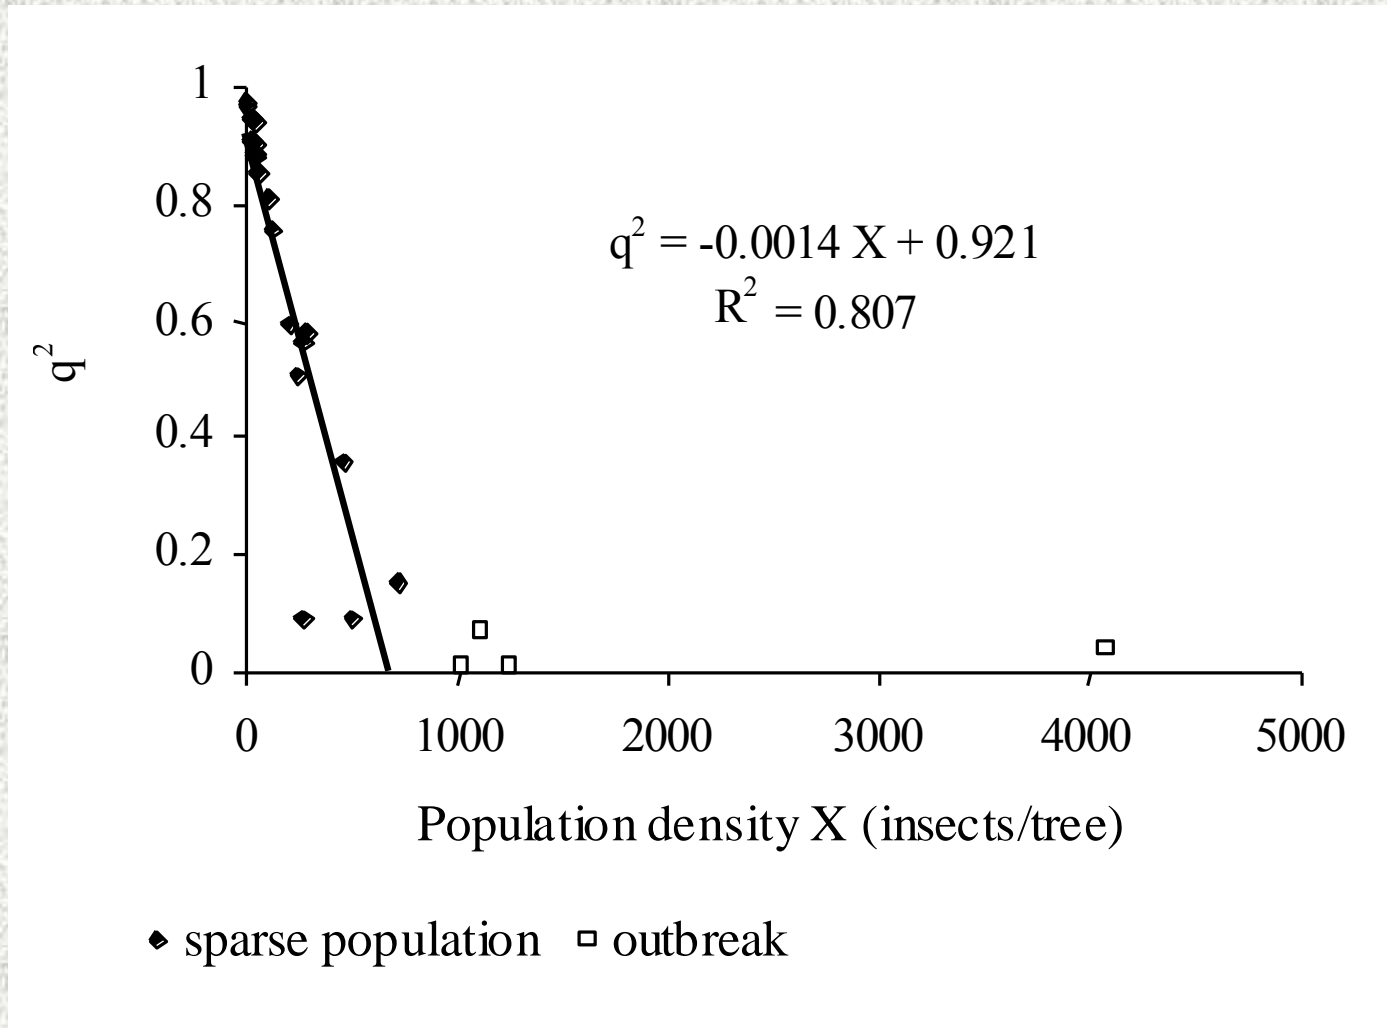 1
0.8
0.6
0.4
0.2
0
q²
q² = -0.0014 X + 0.921
R² = 0.807
0 1000 2000 3000 4000 5000
Population density X (insects/tree)
sparse population outbreak